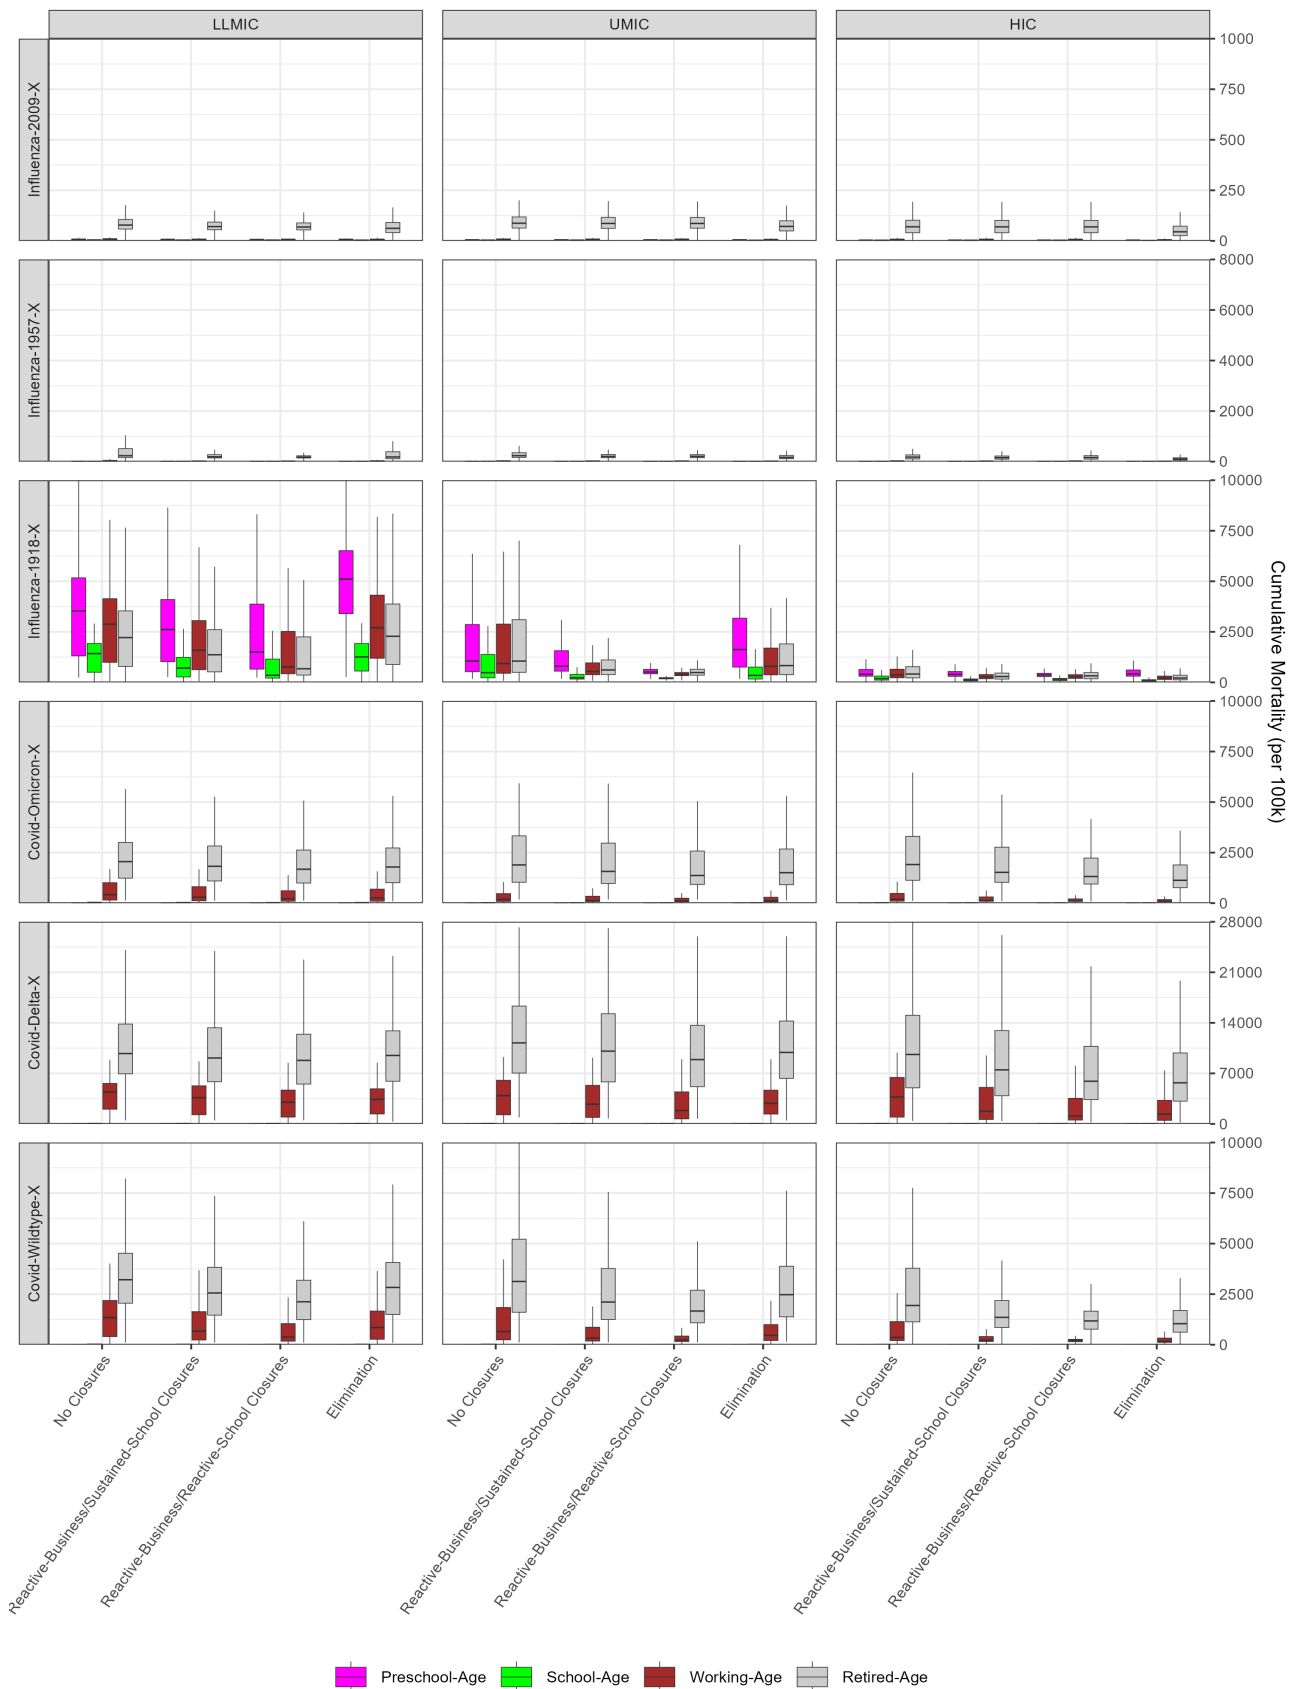 LLMIC UMIC HIC
Influenza-2009-X
1000
750
500
250
0
Influenza-1957-X
8000
6000
4000
2000
0
Influenza-1918-X
10000
7500
5000
2500
0
Covid-Omicron-X
10000
7500
5000
2500
0
Covid-Delta-X
28000
21000
14000
7000
0
Covid-Wildtype-X
10000
7500
5000
2500
0
Cumulative Mortality (per 100k)
No Closures
Reactive-Business/Sustained-School Closures
Reactive-Business/Reactive-School Closures
Elimination
No Closures
Reactive-Business/Sustained-School Closures
Reactive-Business/Reactive-School Closures
Elimination
No Closures
Reactive-Business/Sustained-School Closures
Reactive-Business/Reactive-School Closures
Elimination
Preschool-Age School-Age Working-Age Retired-Age